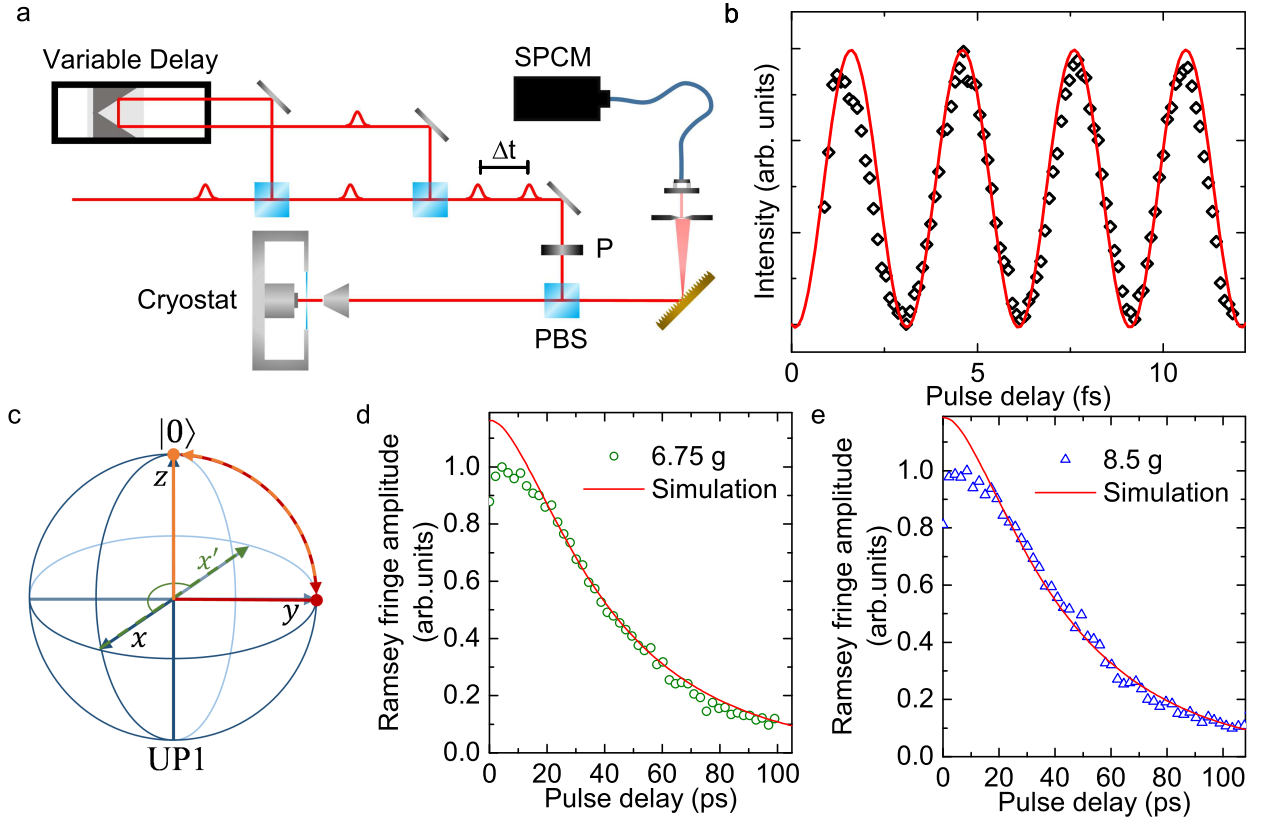 a
Variable Delay
SPCM
Δt
P
Cryostat
PBS
b
Intensity (arb. units)
0
5
10
Pulse delay (fs)
c
|0⟩
z
x′
y
x
UP1
d
Ramsey fringe amplitude
(arb.units)
1.0
0.8
0.6
0.4
0.2
0.0
6.75 g
Simulation
0 20 40 60 80 100
Pulse delay (ps)
e
Ramsey fringe amplitude
(arb.units)
1.0
0.8
0.6
0.4
0.2
0.0
8.5 g
Simulation
0 20 40 60 80 100
Pulse delay (ps)